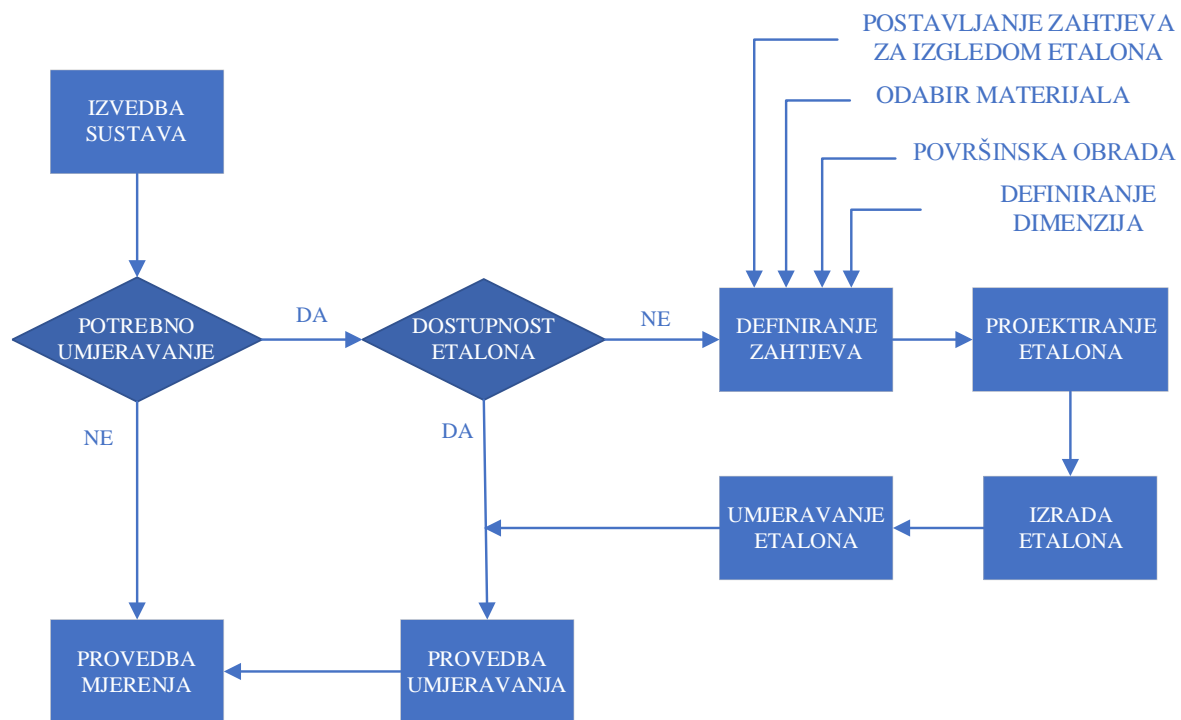 POSTAVLJANJE ZAHTJEVA
ZA IZGLEDOM ETALONA
ODABIR MATERIJALA
POVRŠINSKA OBRADA
DEFINIRANJE
DIMENZIJA
IZVEDBA
SUSTAVA
POTREBNO
UMJERAVANJE
DA
DOSTUPNOST
ETALONA
NE
DEFINIRANJE
ZAHTJEVA
PROJEKTIRANJE
ETALONA
NE
DA
UMJERAVANJE
ETALONA
IZRADA
ETALONA
PROVEDBA
MJERENJA
PROVEDBA
UMJERAVANJA